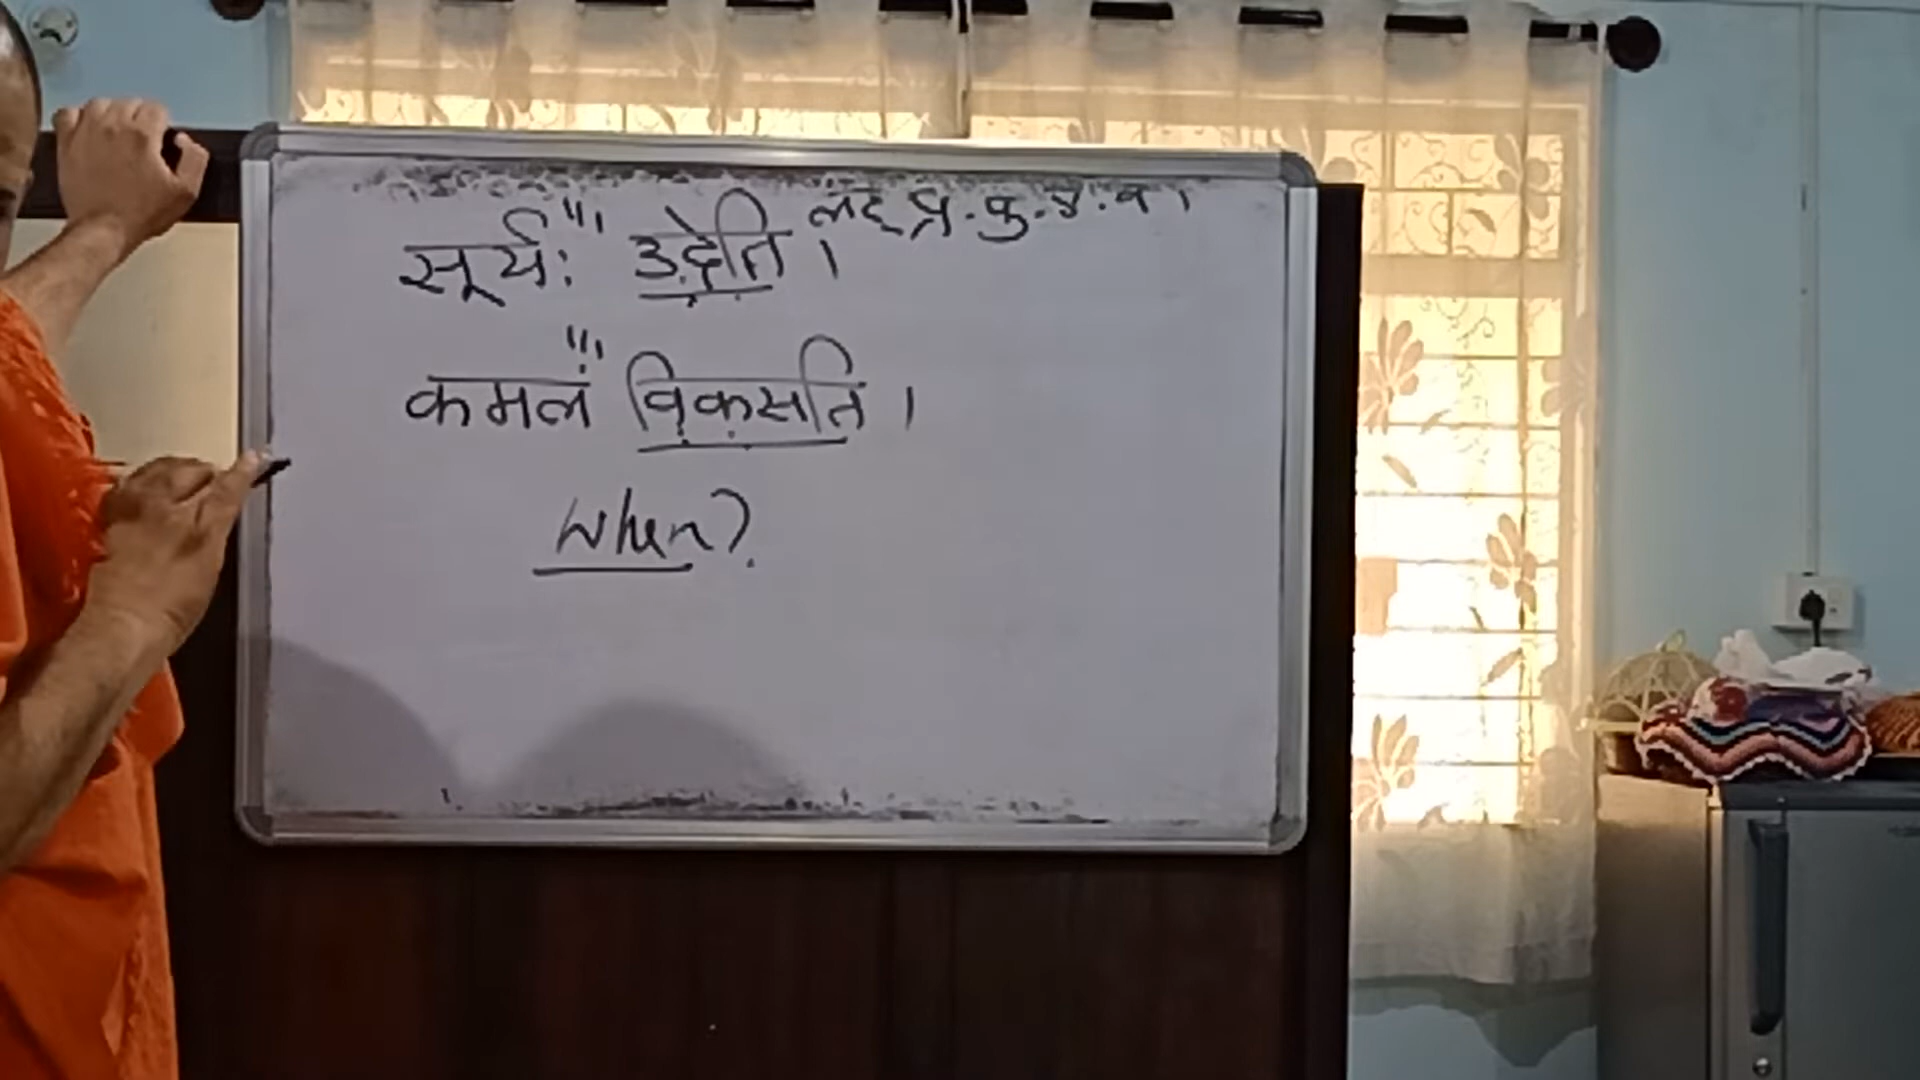 सूर्यः" उद्देति । लट् प्र.पु.ए.व।
कमलं" विकसति ।
When?